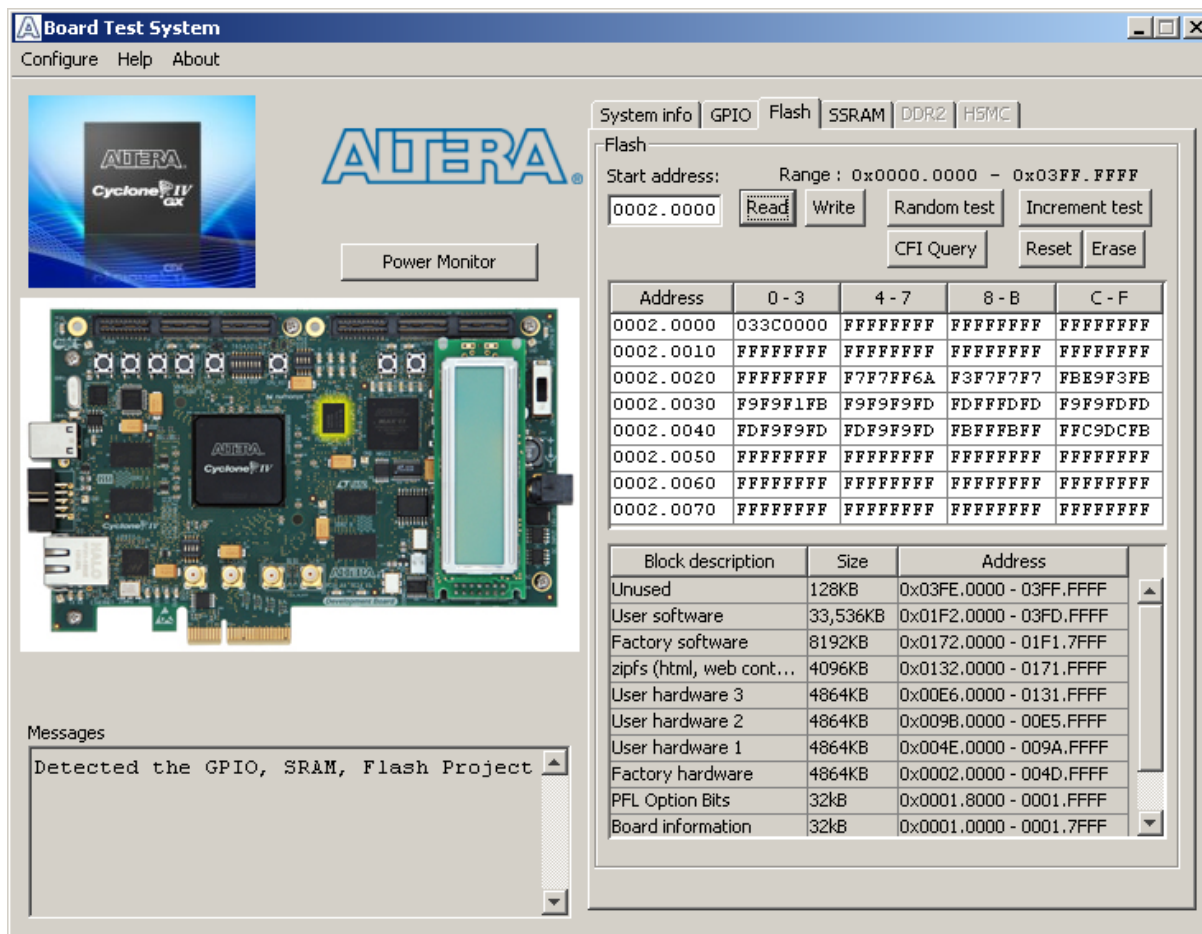 Board Test System
Configure Help About
ALTERA
Cyclone IV
GX
ALTERA®
Power Monitor
ALTERA
Cyclone IV
Cyclone IV
ALTERA
Development Board
Messages
Detected the GPIO, SRAM, Flash Project
System info GPIO Flash SSRAM DDR2 HSMC
Flash
Start address: Range : 0x0000.0000 - 0x03FF.FFFF
0002.0000 Read Write Random test Increment test
CFI Query Reset Erase
Address 0 - 3 4 - 7 8 - B C - F
0002.0000 033C0000 FFFFFFFF FFFFFFFF FFFFFFFF
0002.0010 FFFFFFFF FFFFFFFF FFFFFFFF FFFFFFFF
0002.0020 FFFFFFFF F7F7FF6A F3F7F7F7 FBE9F3FB
0002.0030 F9F9F1FB F9F9F9FD FDFFFDFD F9F9FDFD
0002.0040 FDF9F9FD FDF9F9FD FBFFFBFF FFC9DCFB
0002.0050 FFFFFFFF FFFFFFFF FFFFFFFF FFFFFFFF
0002.0060 FFFFFFFF FFFFFFFF FFFFFFFF FFFFFFFF
0002.0070 FFFFFFFF FFFFFFFF FFFFFFFF FFFFFFFF
Block description Size Address
Unused 128KB 0x03FE.0000 - 03FF.FFFF
User software 33,536KB 0x01F2.0000 - 03FD.FFFF
Factory software 8192KB 0x0172.0000 - 01F1.7FFF
zipfs (html, web cont... 4096KB 0x0132.0000 - 0171.FFFF
User hardware 3 4864KB 0x00E6.0000 - 0131.FFFF
User hardware 2 4864KB 0x009B.0000 - 00E5.FFFF
User hardware 1 4864KB 0x004E.0000 - 009A.FFFF
Factory hardware 4864KB 0x0002.0000 - 004D.FFFF
PFL Option Bits 32kB 0x0001.8000 - 0001.FFFF
Board information 32kB 0x0001.0000 - 0001.7FFF